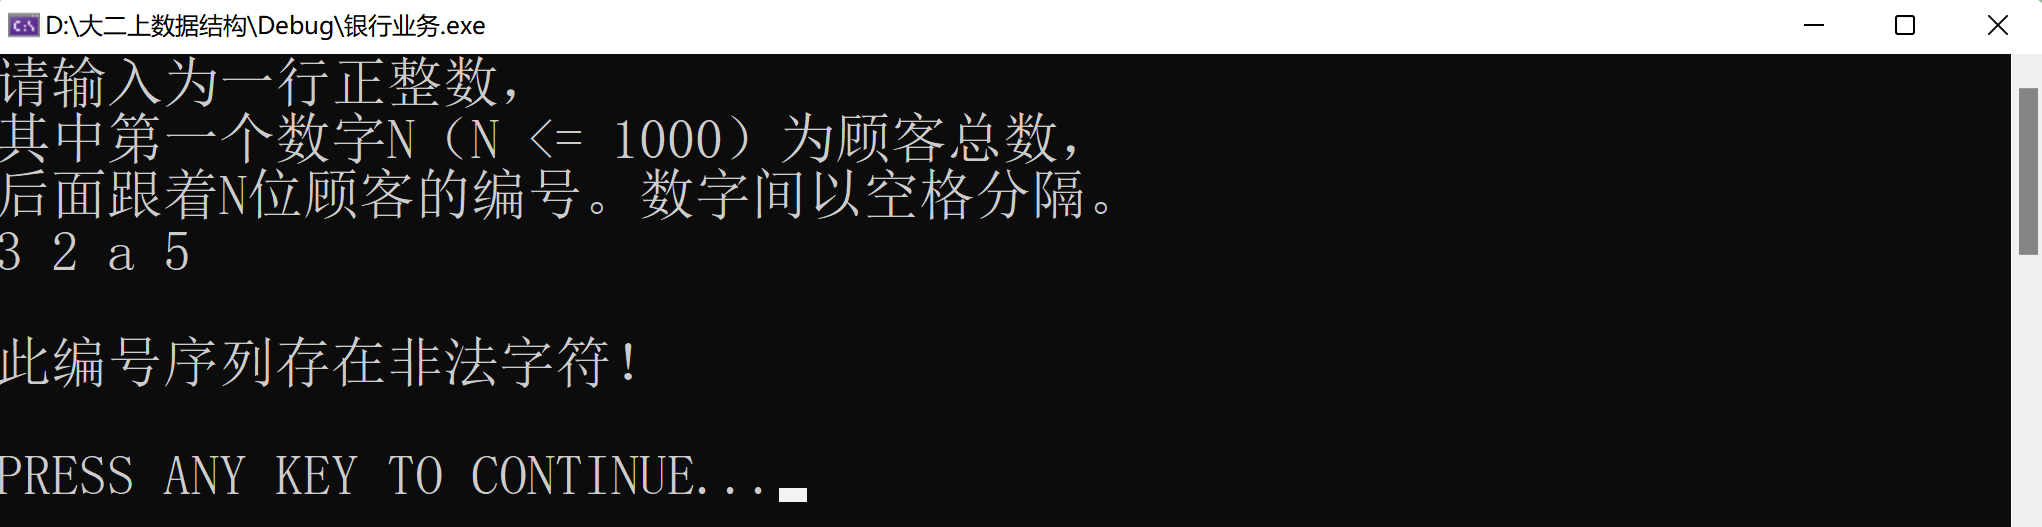 D:\大二上数据结构\Debug\银行业务.exe
请输入为一行正整数，
其中第一个数字N（N <= 1000）为顾客总数，
后面跟着N位顾客的编号。数字间以空格分隔。
3 2 a 5
此编号序列存在非法字符！
PRESS ANY KEY TO CONTINUE...